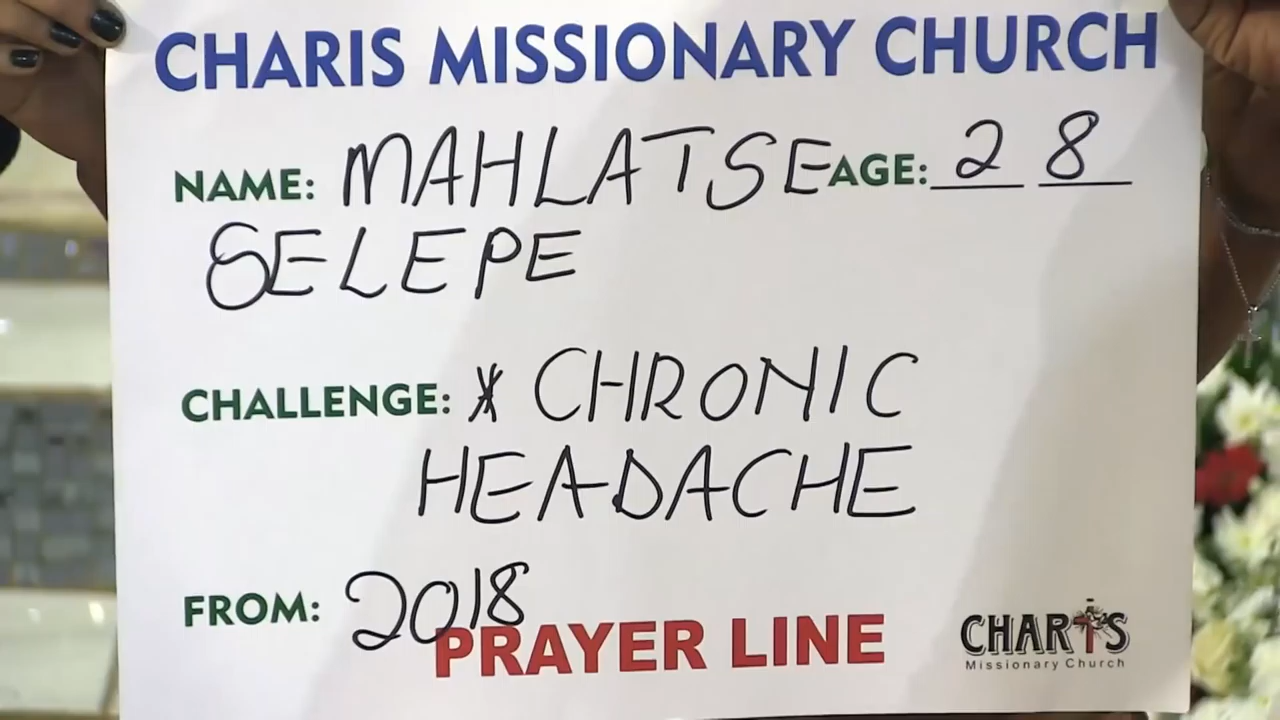 CHARIS MISSIONARY CHURCH
NAME: MAHLATSE AGE: 28
SELEPE
CHALLENGE: * CHRONIC
HEADACHE
FROM: 2018
PRAYER LINE
CHARIS
Missionary Church